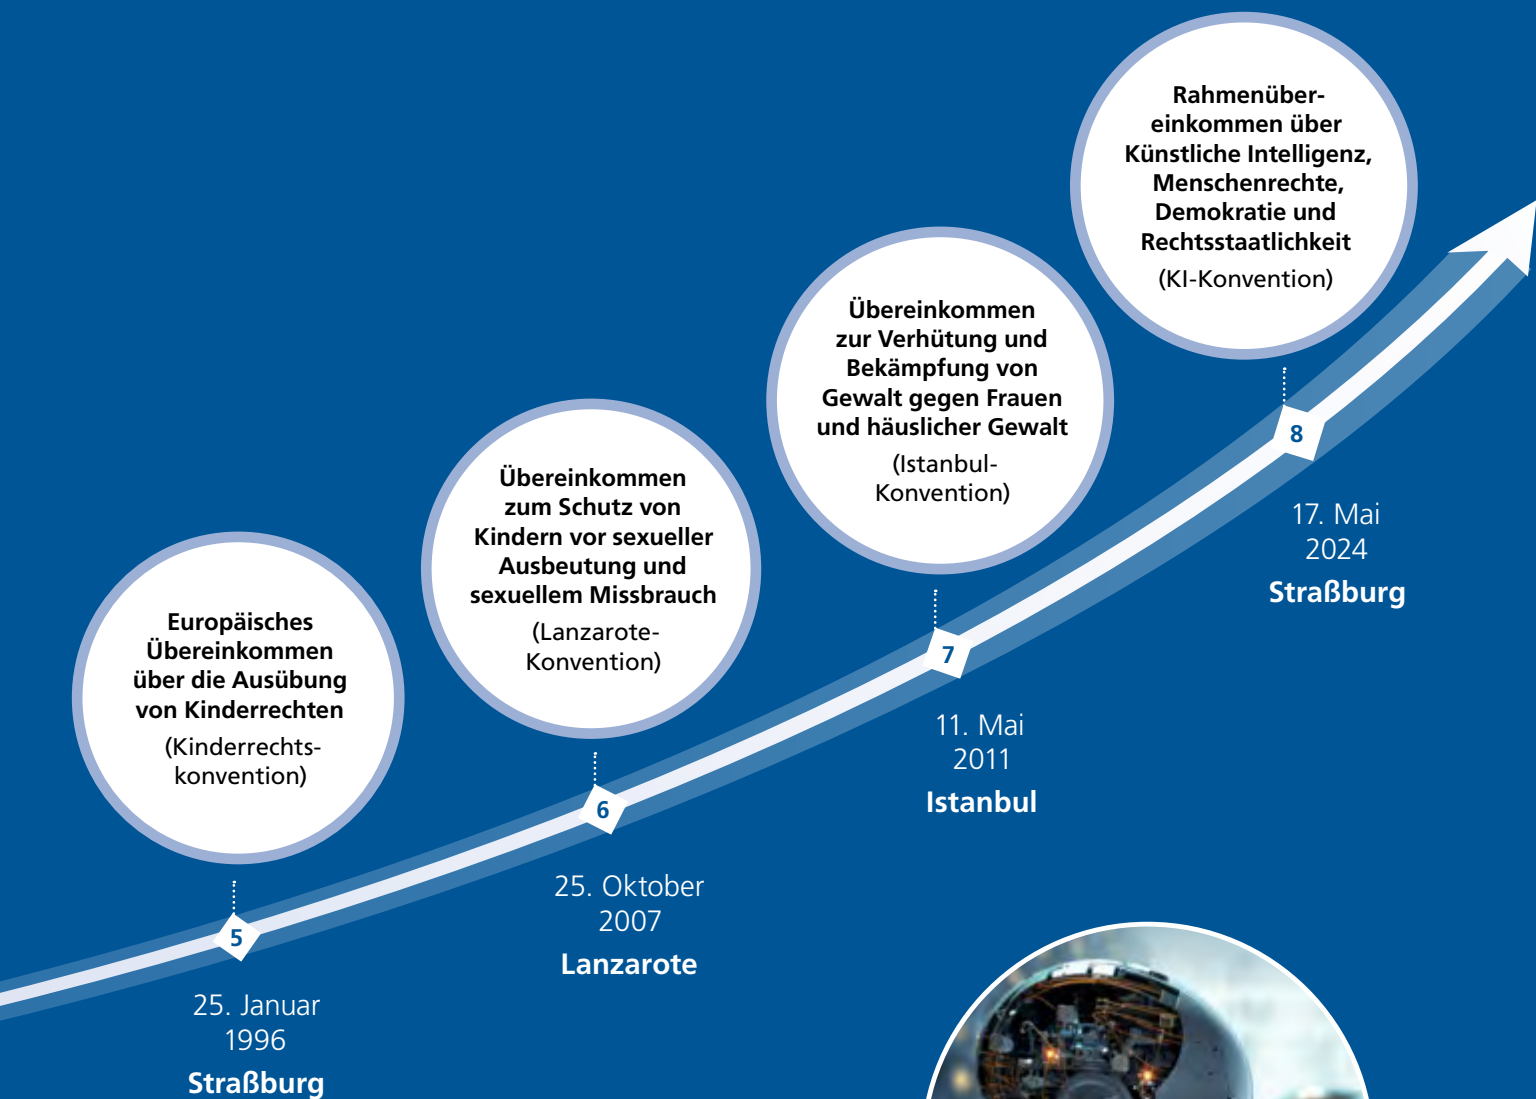 Rahmenüber-
einkommen über
Künstliche Intelligenz,
Menschenrechte,
Demokratie und
Rechtsstaatlichkeit
(KI-Konvention)
8
17. Mai
2024
Straßburg
Übereinkommen
zur Verhütung und
Bekämpfung von
Gewalt gegen Frauen
und häuslicher Gewalt
(Istanbul-
Konvention)
7
11. Mai
2011
Istanbul
Übereinkommen
zum Schutz von
Kindern vor sexueller
Ausbeutung und
sexuellem Missbrauch
(Lanzarote-
Konvention)
6
25. Oktober
2007
Lanzarote
Europäisches
Übereinkommen
über die Ausübung
von Kinderrechten
(Kinderrechts-
konvention)
5
25. Januar
1996
Straßburg